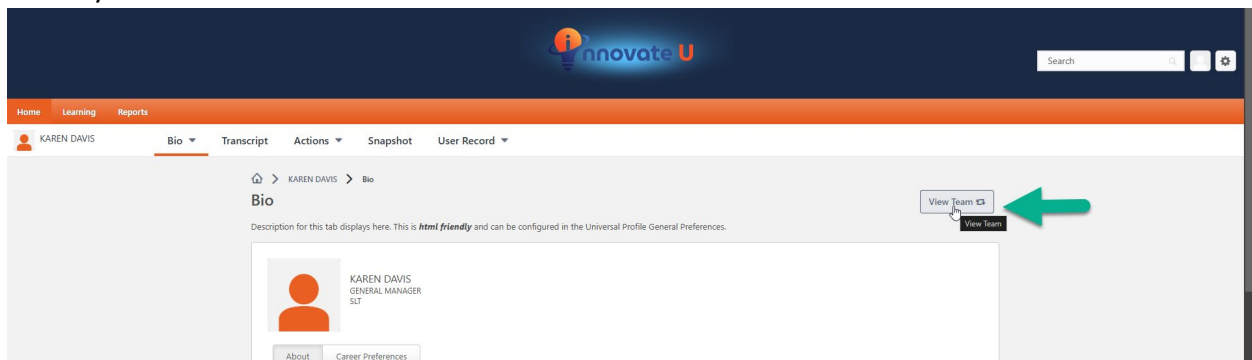 innovate U
Search
Home Learning Reports
KAREN DAVIS Bio Transcript Actions Snapshot User Record
KAREN DAVIS Bio
Bio
View Team
Description for this tab displays here. This is html friendly and can be configured in the Universal Profile General Preferences.
View Team
KAREN DAVIS
GENERAL MANAGER
SLT
About Career Preferences